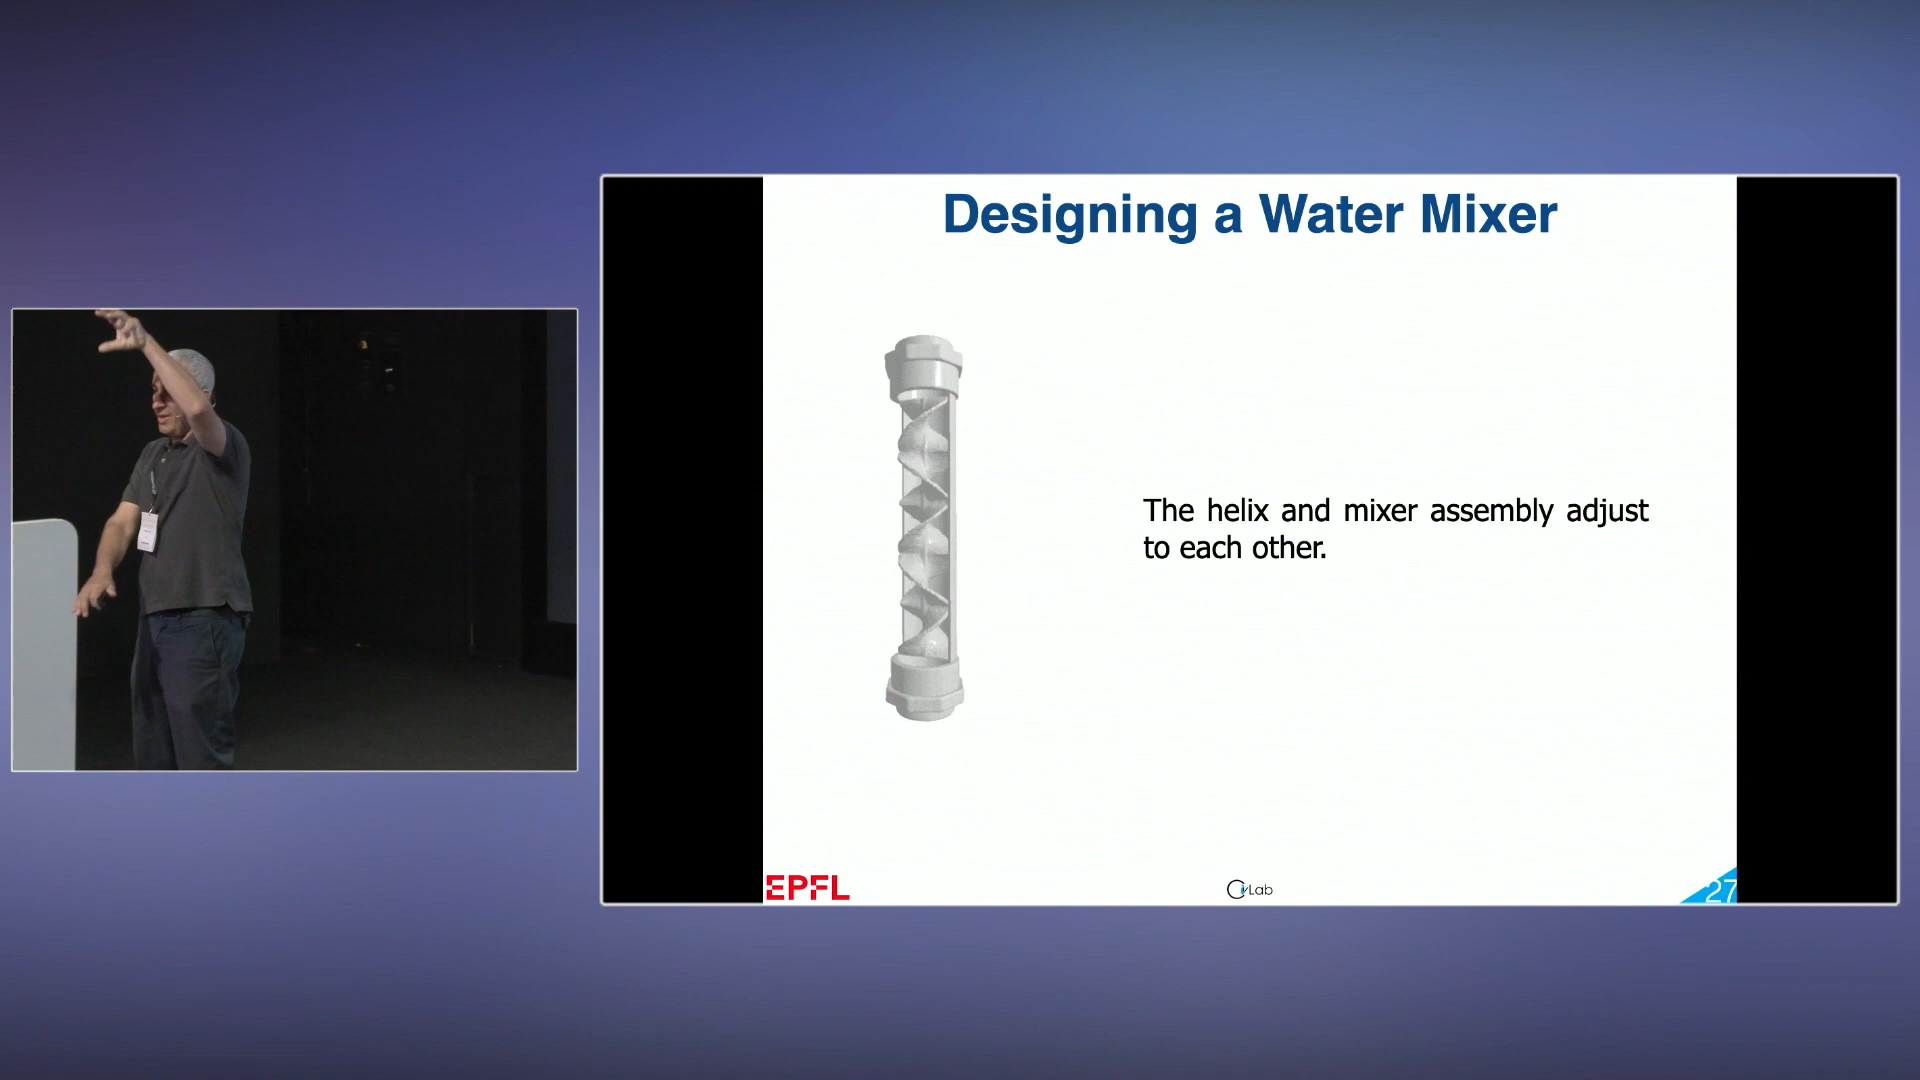 Designing a Water Mixer
The helix and mixer assembly adjust
to each other.
EPFL
CvLab
27